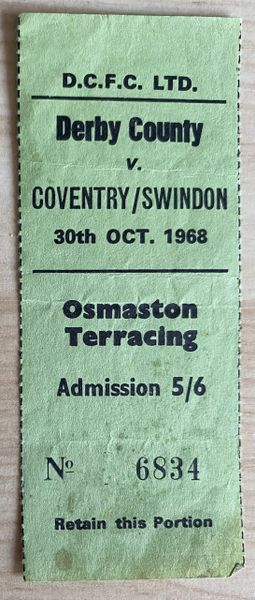 D.C.F.C. LTD.
Derby County
v.
COVENTRY/SWINDON
30th OCT. 1968
Osmaston
Terracing
Admission 5/6
No 6834
Retain this Portion